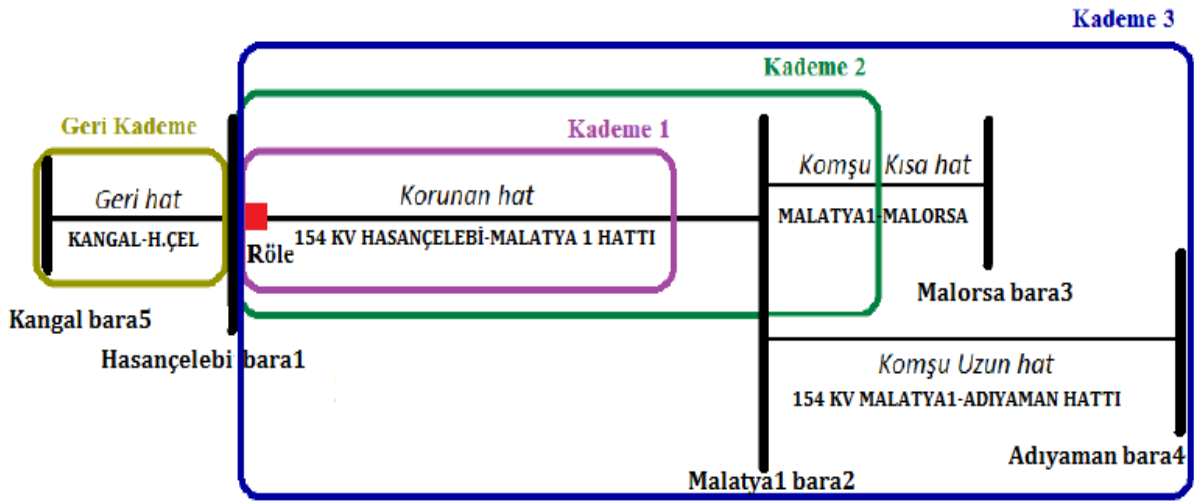 Kademe 3
Kademe 2
Geri Kademe
Kademe 1
Geri hat
KANGAL-H.ÇEL
Korunan hat
154 KV HASANÇELEBİ-MALATYA 1 HATTI
Röle
Komşu Kısa hat
MALATYA1-MALORSA
Malorsa bara3
Kangal bara5
Hasançelebi bara1
Komşu Uzun hat
154 KV MALATYA1-ADIYAMAN HATTI
Adıyaman bara4
Malatya1 bara2